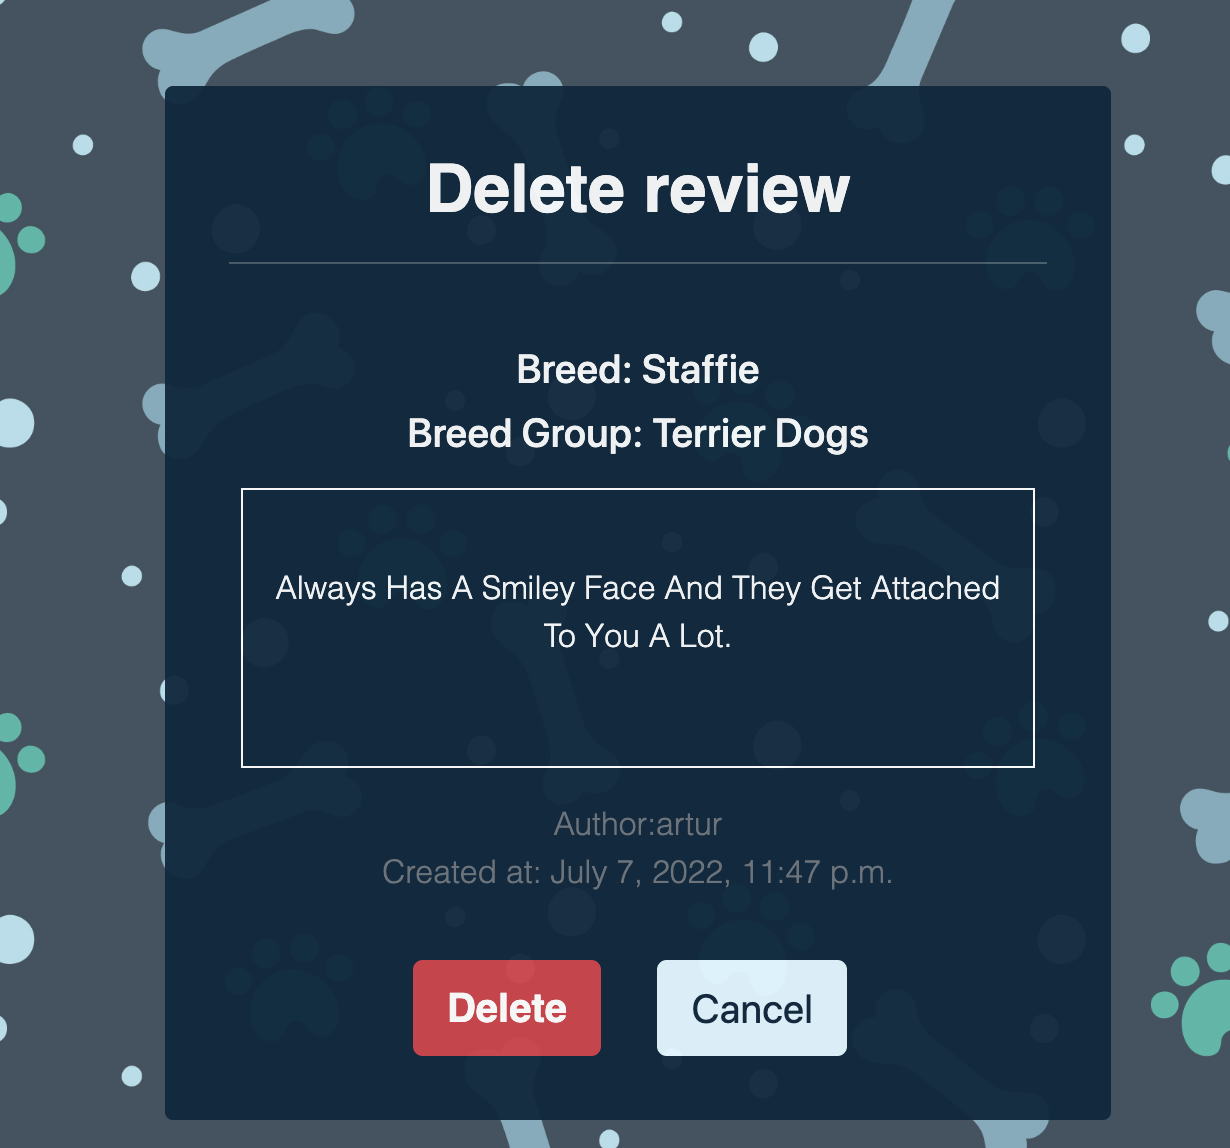 Delete review
Breed: Staffie
Breed Group: Terrier Dogs
Always Has A Smiley Face And They Get Attached
To You A Lot.
Author:artur
Created at: July 7, 2022, 11:47 p.m.
Delete
Cancel